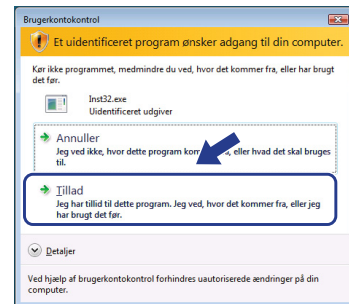 Brugerkontokontrol
Et uidentificeret program ønsker adgang til din computer.
Kør ikke programmet, medmindre du ved, hvor det kommer fra, eller har brugt
det før.
Inst32.exe
Uidentificeret udgiver
Annuller
Jeg ved ikke, hvor dette program eller hvad det skal bruges
til.
Tillad
Jeg har tillid til dette program. Jeg ved, hvor det kommer fra, eller jeg
har brugt det før.
Detaljer
Ved hjælp af brugerkontokontrol forhindres uautoriserede ændringer på din
computer.